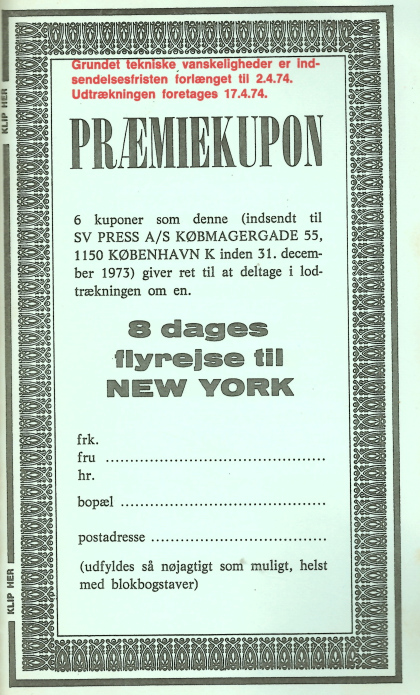 Grundet tekniske vanskeligheder er ind-
sendelsesfristen forlænget til 2.4.74.
Udtrækningen foretages 17.4.74.
KLIP HER
PRÆMIEKUPON
6 kuponer som denne (indsendt til
SV PRESS A/S KØBMAGERGADE 55,
1150 KØBENHAVN K inden 31. decem-
ber 1973) giver ret til at deltage i lod-
trækningen om en.
8 dages
flyrejse til
NEW YORK
frk.
fru ..........................................
hr.
bopæl .......................................
postadresse ..................................
(udfyldes så nøjagtigt som muligt, helst
med blokbogstaver)
KLIP HER